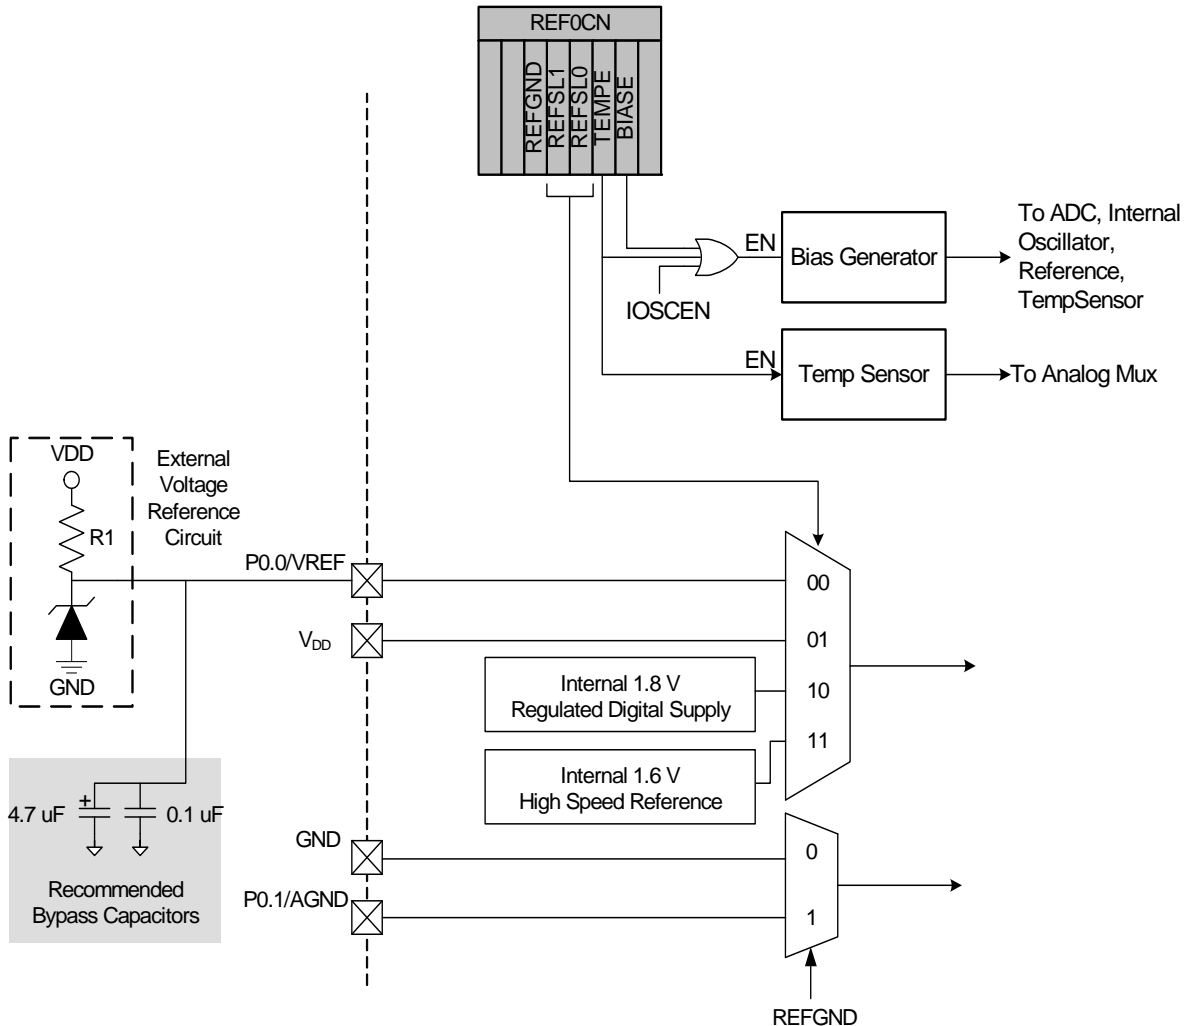 REF0CN
REFGND
REFSL1
REFSL0
TEMPE
BIASE
EN
Bias Generator
To ADC, Internal
Oscillator,
Reference,
TempSensor
IOSCEN
EN
Temp Sensor
To Analog Mux
VDD
R1
GND
External
Voltage
Reference
Circuit
P0.0/VREF
00
VDD
01
Internal 1.8 V
Regulated Digital Supply
10
11
Internal 1.6 V
High Speed Reference
+
4.7 uF
0.1 uF
Recommended
Bypass Capacitors
GND
0
P0.1/AGND
1
REFGND